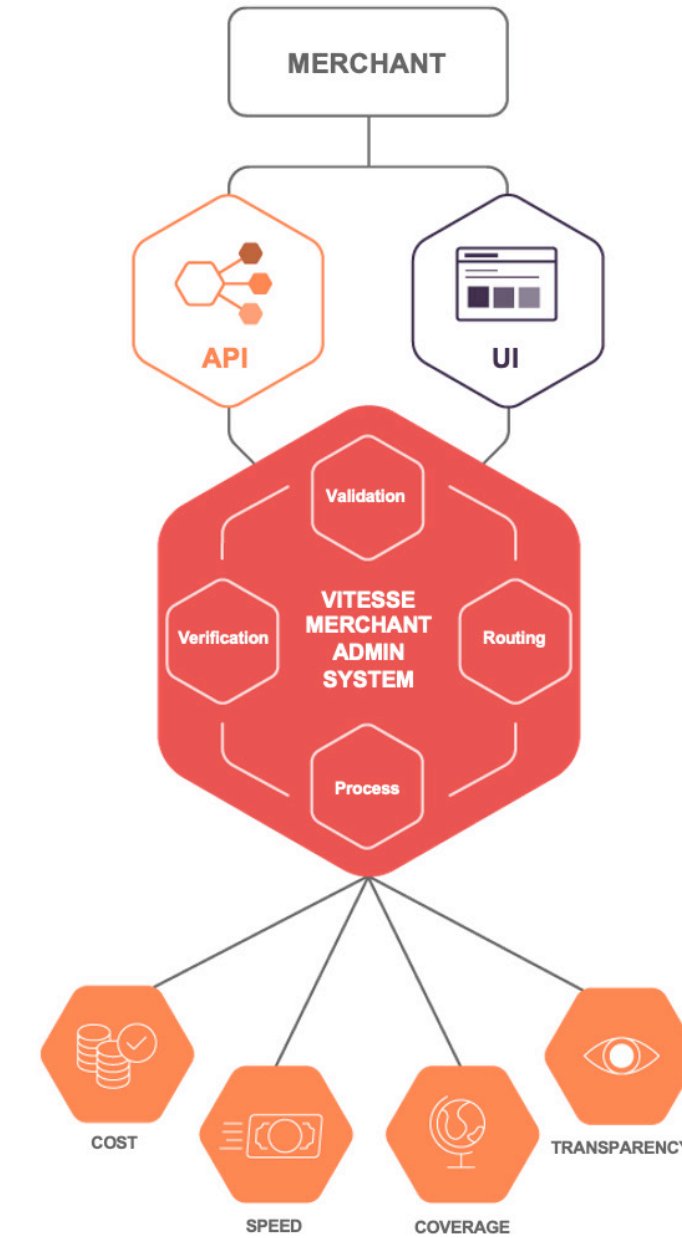 MERCHANT
API
UI
Validation
VITESSE
MERCHANT
ADMIN
SYSTEM
Verification
Routing
Process
COST
TRANSPARENCY
SPEED
COVERAGE